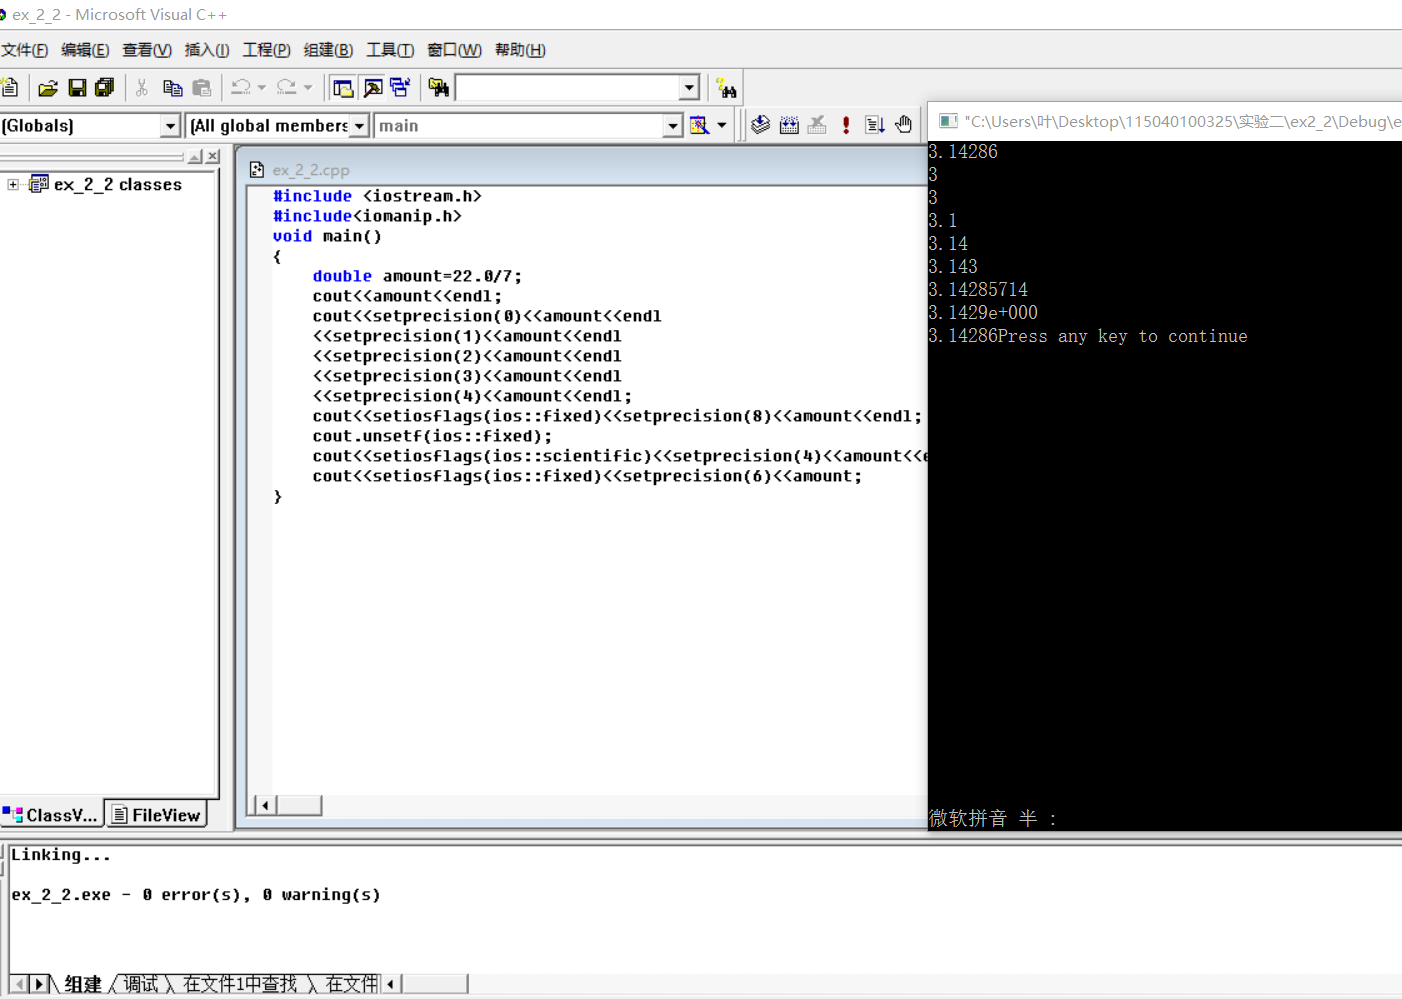 ex_2_2 - Microsoft Visual C++
文件(F) 编辑(E) 查看(V) 插入(I) 工程(P) 组建(B) 工具(T) 窗口(W) 帮助(H)
(Globals) (All global members main
"C:\Users\叶\Desktop\115040100325\实验二\ex2_2\Debug\e
ex_2_2 classes
ex_2_2.cpp
#include <iostream.h>
#include<iomanip.h>
void main()
{
double amount=22.0/7;
cout<<amount<<endl;
cout<<setprecision(0)<<amount<<endl
<<setprecision(1)<<amount<<endl
<<setprecision(2)<<amount<<endl
<<setprecision(3)<<amount<<endl
<<setprecision(4)<<amount<<endl;
cout<<setiosflags(ios::fixed)<<setprecision(8)<<amount<<endl;
cout.unsetf(ios::fixed);
cout<<setiosflags(ios::scientific)<<setprecision(4)<<amount<<e
cout<<setiosflags(ios::fixed)<<setprecision(6)<<amount;
}
3.14286
3
3
3.1
3.14
3.143
3.14285714
3.1429e+000
3.14286Press any key to continue
微软拼音 半 :
ClassV... FileView
Linking...
ex_2_2.exe - 0 error(s), 0 warning(s)
组建 调试 在文件1中查找 在文件